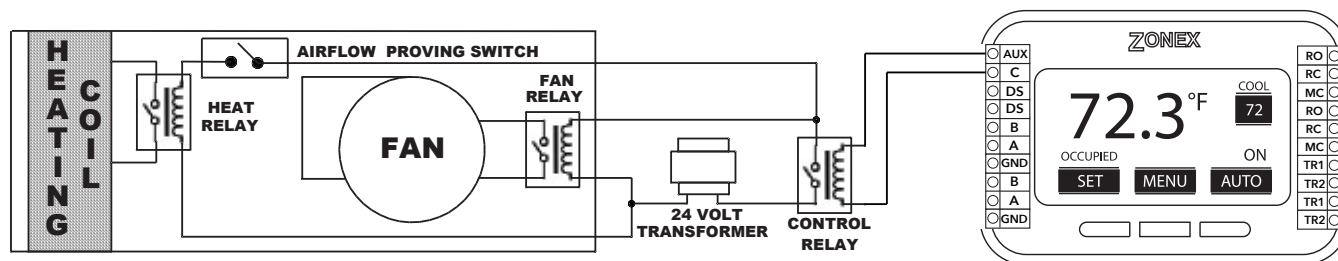 HEATING
COIL
AIRFLOW PROVING SWITCH
HEAT
RELAY
FAN
FAN
RELAY
24 VOLT
TRANSFORMER
CONTROL
RELAY
AUX
C
DS
DS
B
A
GND
B
A
GND
ZONEX
72.3°F
COOL
72
OCCUPIED
ON
SET
MENU
AUTO
RO
RC
MC
RO
RC
MC
TR1
TR2
TR1
TR2